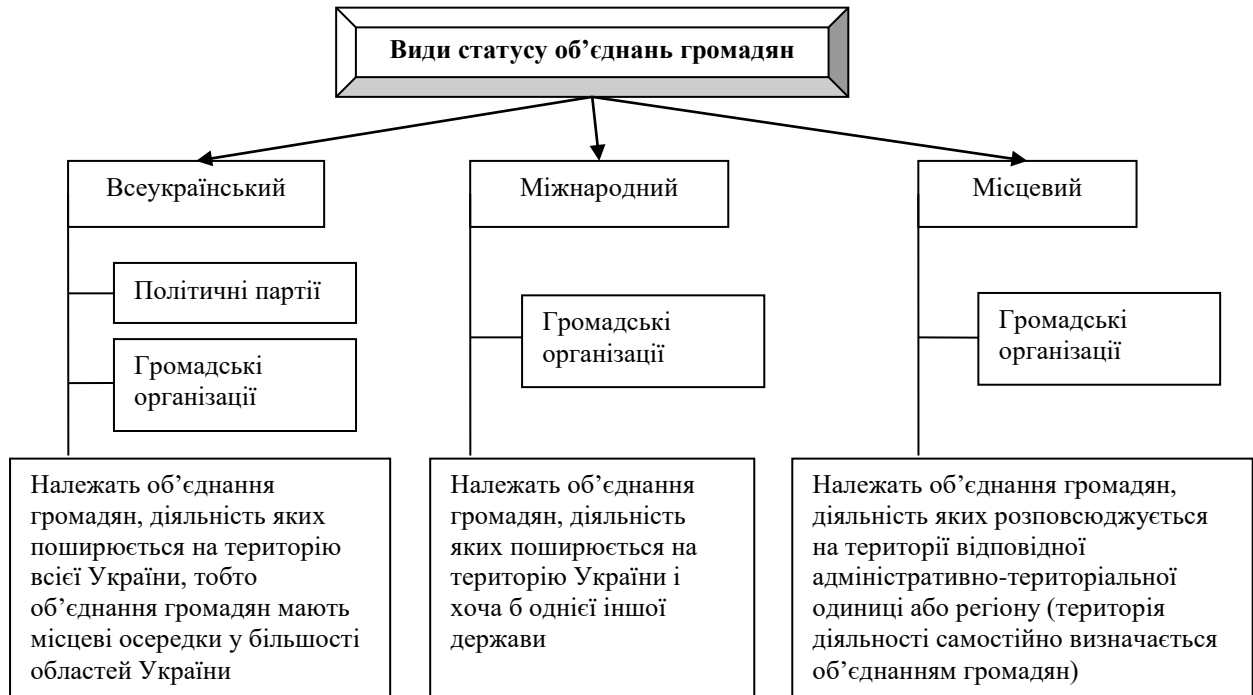 Види статусу об’єднань громадян
Всеукраїнський
Міжнародний
Місцевий
Політичні партії
Громадські
організації
Громадські
організації
Громадські
організації
Належать об’єднання
громадян, діяльність яких
поширюється на територію
всієї України, тобто
об’єднання громадян мають
місцеві осередки у більшості
областей України
Належать об’єднання
громадян, діяльність
яких поширюється на
територію України і
хоча б однієї іншої
держави
Належать об’єднання громадян,
діяльність яких розповсюджується
на території відповідної
адміністративно-територіальної
одиниці або регіону (територія
діяльності самостійно визначається
об’єднанням громадян)